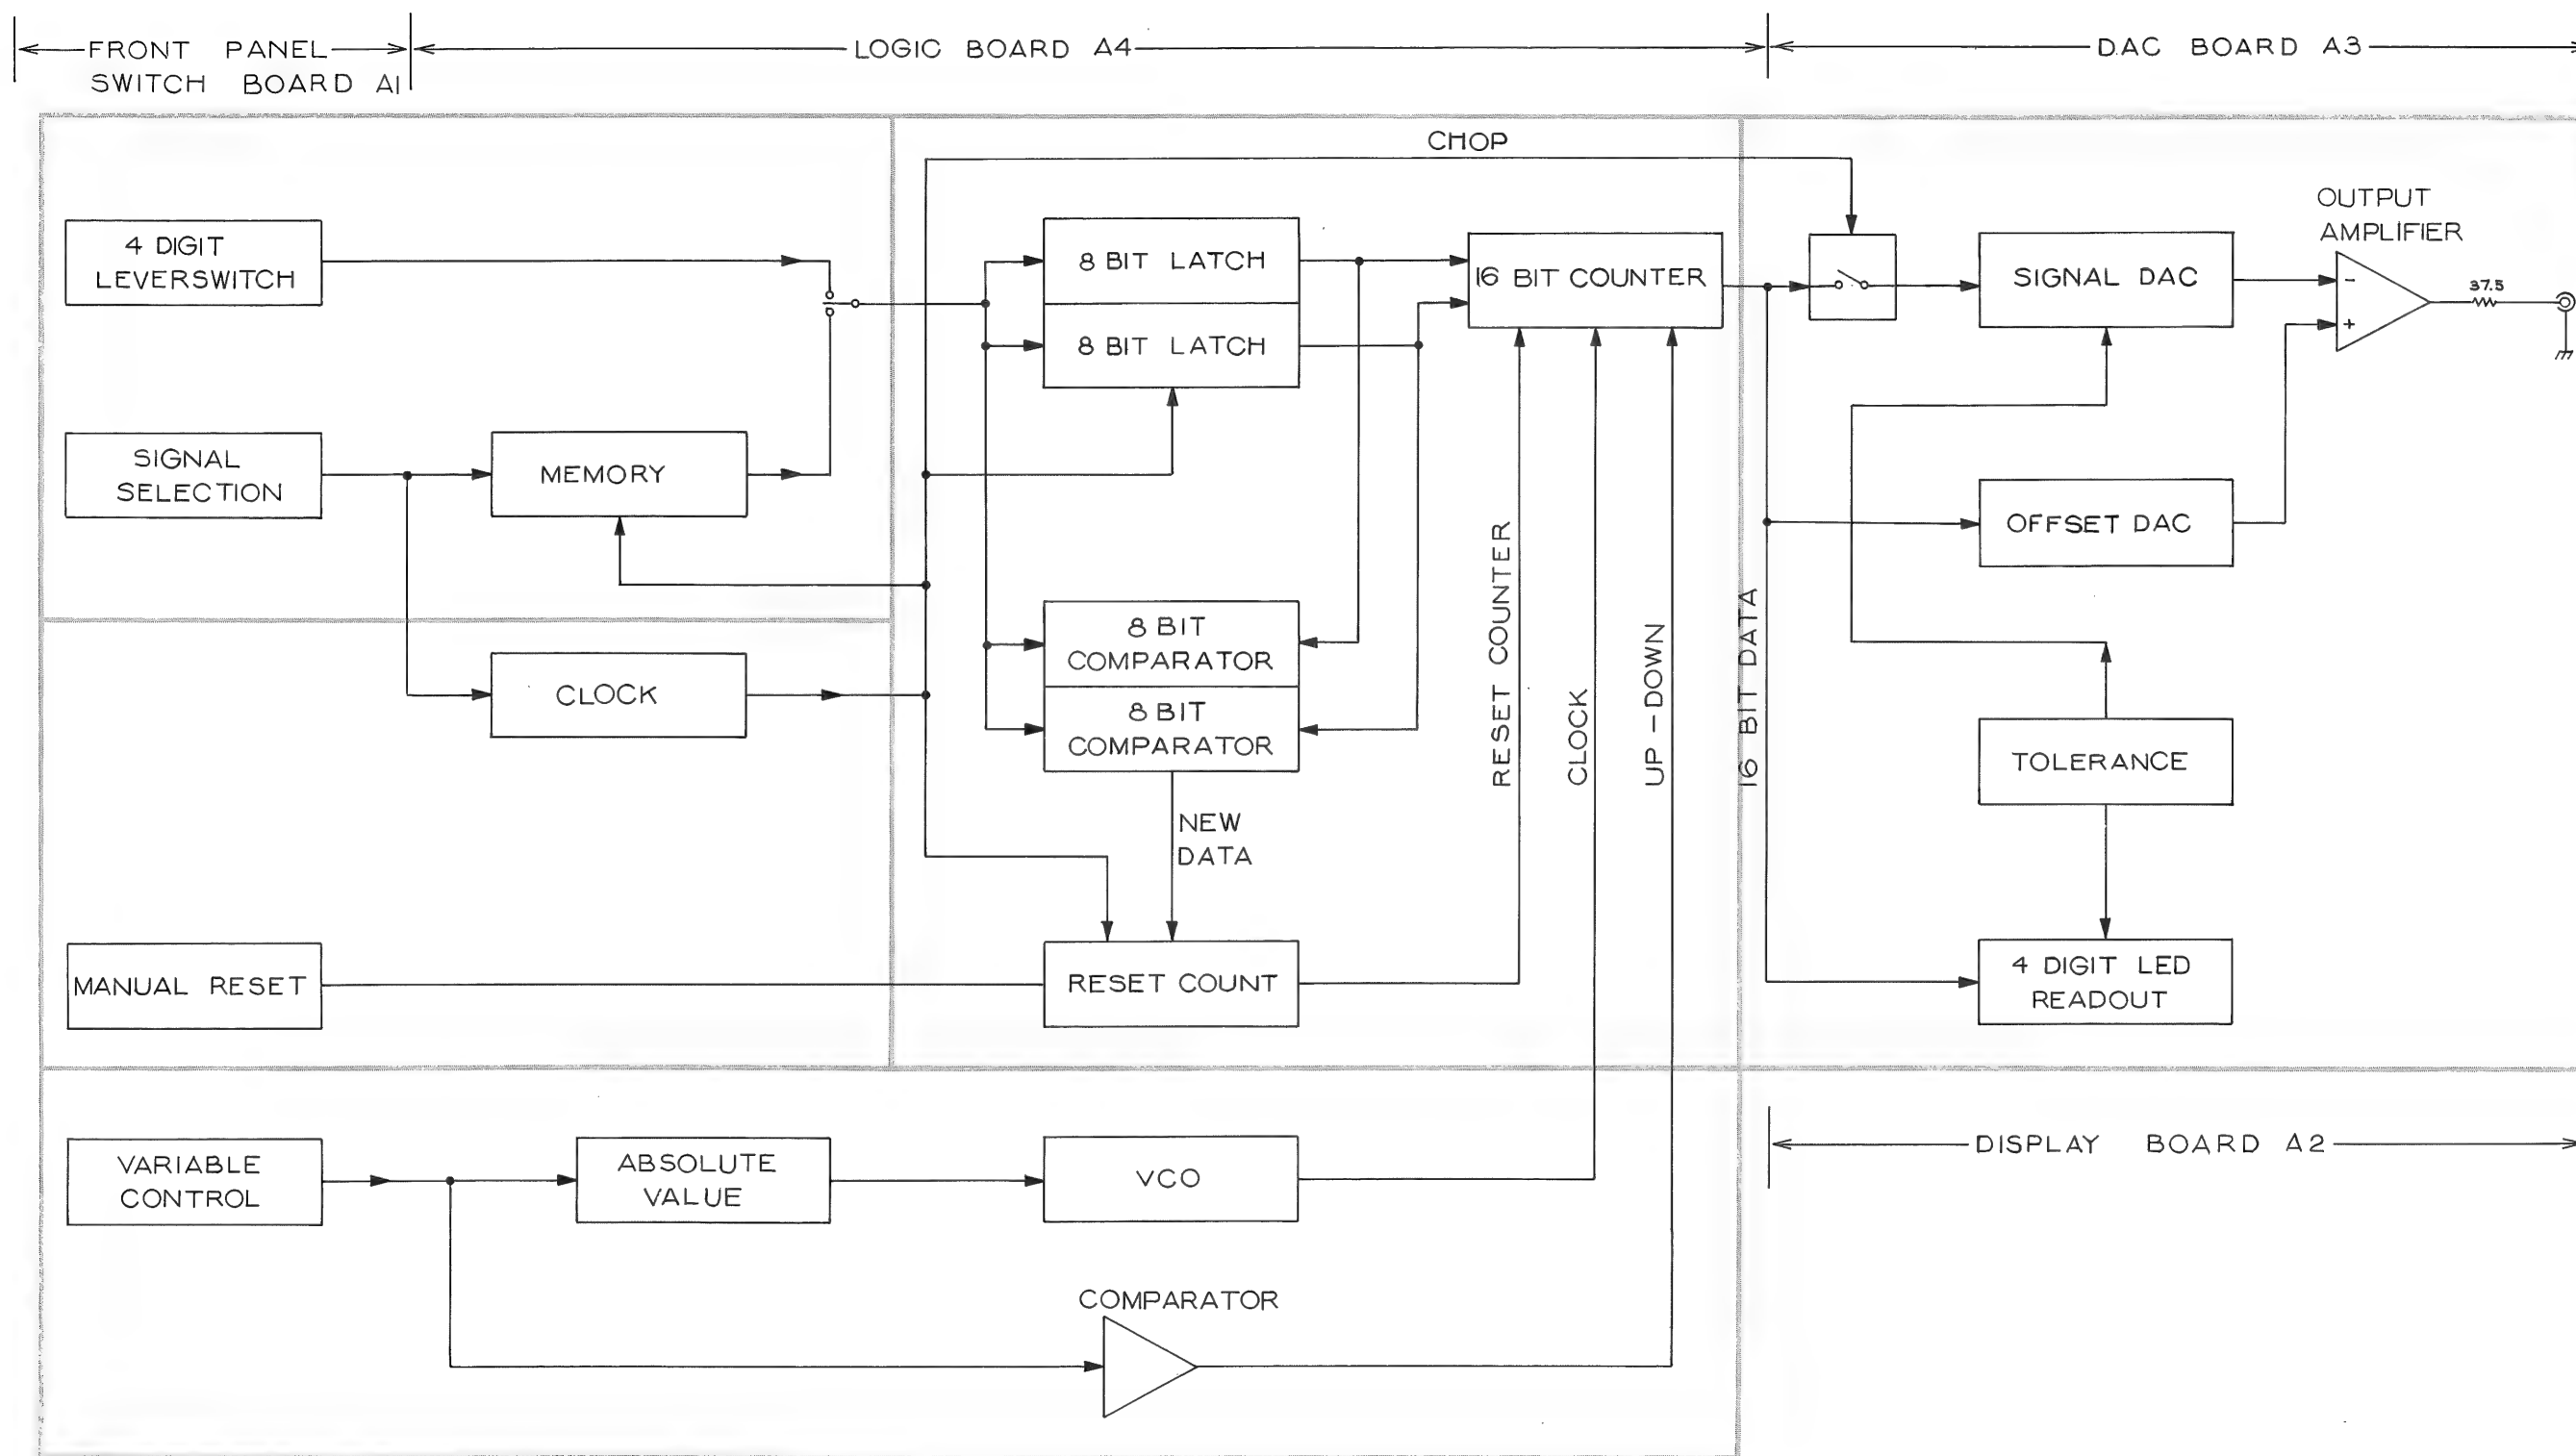 FRONT PANEL
SWITCH BOARD A1
LOGIC BOARD A4
DAC BOARD A3
CHOP
4 DIGIT
LEVERSWITCH
8 BIT LATCH
8 BIT LATCH
16 BIT COUNTER
SIGNAL DAC
OUTPUT
AMPLIFIER
-
+
37.5
SIGNAL
SELECTION
MEMORY
OFFSET DAC
CLOCK
8 BIT
COMPARATOR
8 BIT
COMPARATOR
RESET COUNTER
CLOCK
UP-DOWN
16 BIT DATA
TOLERANCE
NEW
DATA
MANUAL RESET
RESET COUNT
4 DIGIT LED
READOUT
DISPLAY BOARD A2
VARIABLE
CONTROL
ABSOLUTE
VALUE
VCO
COMPARATOR